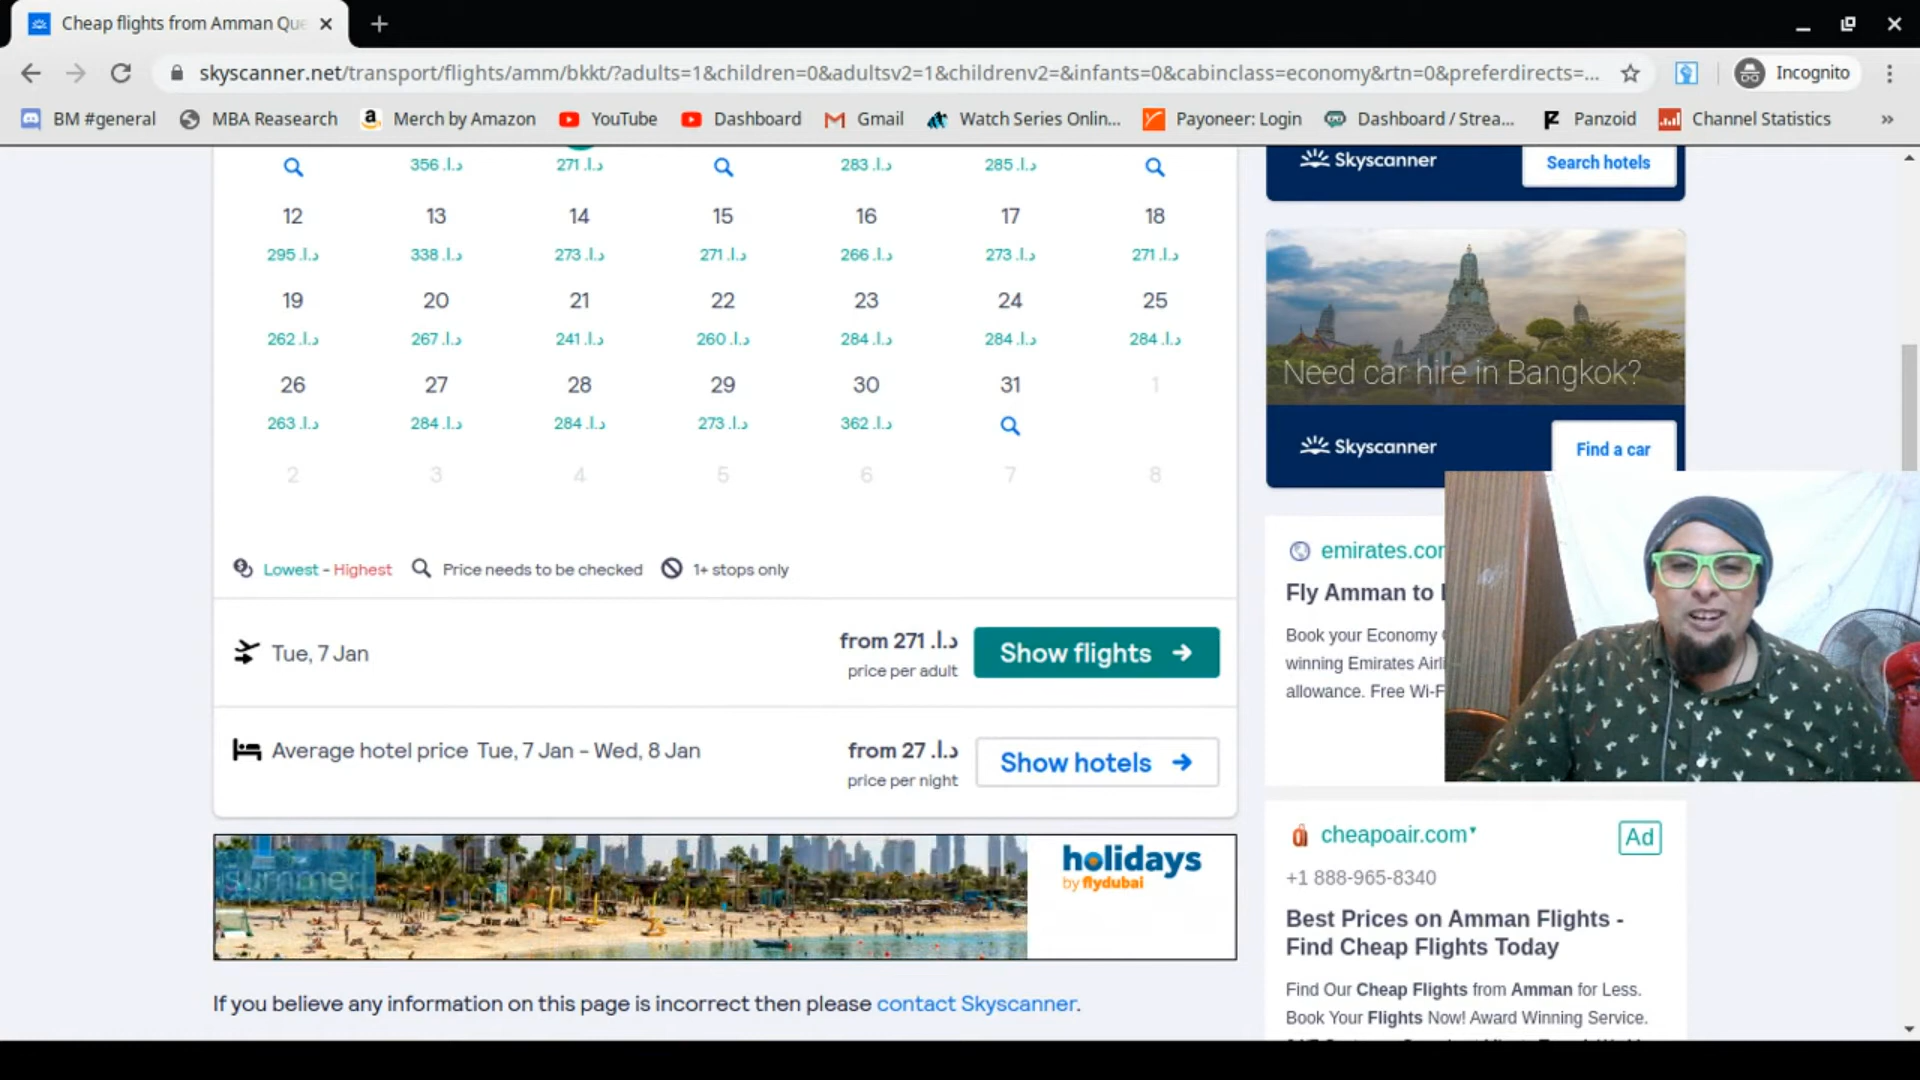 Cheap flights from Amman Que
skyscanner.net/transport/flights/amm/bkkt/?adults=1&children=0&adultsv2=1&childrenv2=&infants=0&cabinclass=economy&rtn=0&preferdirects=...
Incognito
BM #general
MBA Reasearch
Merch by Amazon
YouTube
Dashboard
Gmail
Watch Series Onlin...
Payoneer: Login
Dashboard / Strea...
Panzoid
Channel Statistics
»
356 د.ا.‏ 271 د.ا.‏ 283 د.ا.‏ 285 د.ا.‏
12 13 14 15 16 17 18
295 د.ا.‏ 338 د.ا.‏ 273 د.ا.‏ 271 د.ا.‏ 266 د.ا.‏ 273 د.ا.‏ 271 د.ا.‏
19 20 21 22 23 24 25
262 د.ا.‏ 267 د.ا.‏ 241 د.ا.‏ 260 د.ا.‏ 284 د.ا.‏ 284 د.ا.‏ 284 د.ا.‏
26 27 28 29 30 31 1
263 د.ا.‏ 284 د.ا.‏ 284 د.ا.‏ 273 د.ا.‏ 362 د.ا.‏
2 3 4 5 6 7 8
Lowest - Highest
Price needs to be checked
1+ stops only
Tue, 7 Jan
from 271 د.ا.‏
price per adult
Show flights
Average hotel price Tue, 7 Jan - Wed, 8 Jan
from 27 د.ا.‏
price per night
Show hotels
summer
holidays
by flydubai
If you believe any information on this page is incorrect then please contact Skyscanner.
Skyscanner
Search hotels
Need car hire in Bangkok?
Skyscanner
Find a car
emirates.co
Fly Amman to
Book your Economy
winning Emirates Airli
allowance. Free Wi-F
cheapoair.com
Ad
+1 888-965-8340
Best Prices on Amman Flights -
Find Cheap Flights Today
Find Our Cheap Flights from Amman for Less.
Book Your Flights Now! Award Winning Service.